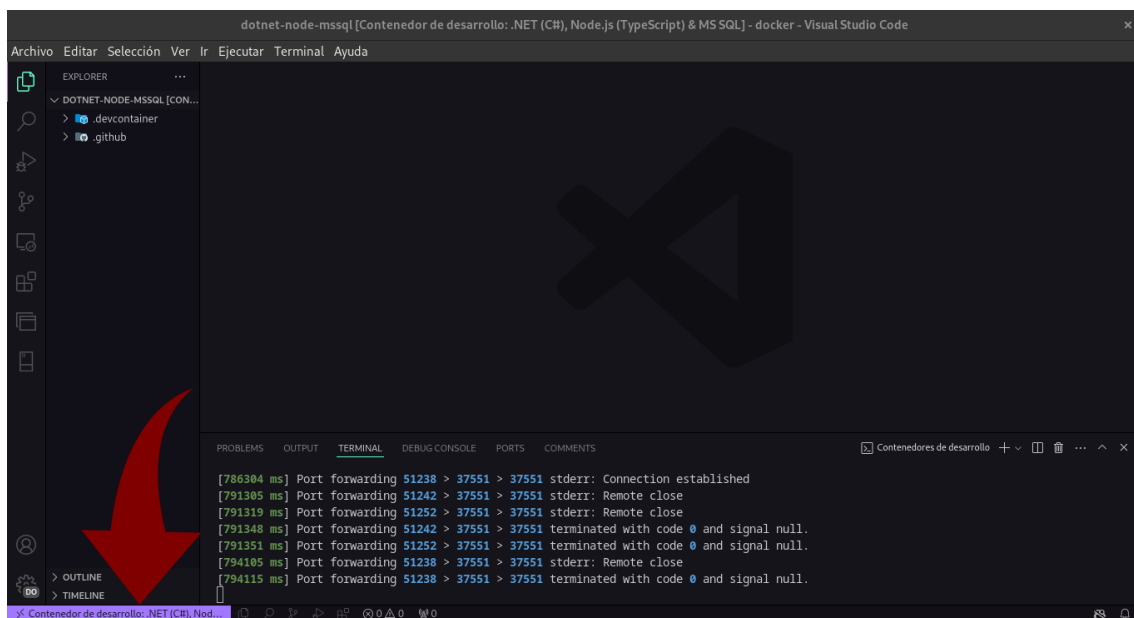 dotnet-node-mssql [Contenedor de desarrollo: .NET (C#), Node.js (TypeScript) & MS SQL] - docker - Visual Studio Code
Archivo Editar Selección Ver Ir Ejecutar Terminal Ayuda
EXPLORER
DOTNET-NODE-MSSQL [CON...
.devcontainer
.github
PROBLEMS OUTPUT TERMINAL DEBUG CONSOLE PORTS COMMENTS Contenedores de desarrollo
[786304 ms] Port forwarding 51238 > 37551 > 37551 stderr: Connection established
[791305 ms] Port forwarding 51242 > 37551 > 37551 stderr: Remote close
[791319 ms] Port forwarding 51252 > 37551 > 37551 stderr: Remote close
[791348 ms] Port forwarding 51242 > 37551 > 37551 terminated with code 0 and signal null.
[791351 ms] Port forwarding 51252 > 37551 > 37551 terminated with code 0 and signal null.
[794105 ms] Port forwarding 51238 > 37551 > 37551 stderr: Remote close
[794115 ms] Port forwarding 51238 > 37551 > 37551 terminated with code 0 and signal null.
OUTLINE
DO
TIMELINE
Contenedor de desarrollo: .NET (C#), Nod... 0 0 0